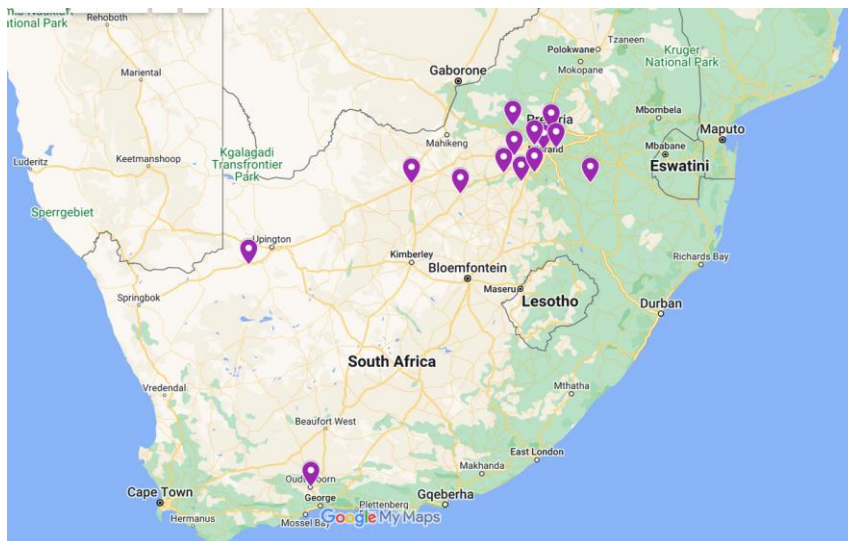 Rehoboth
National Park
Mariental
Kgalagadi
Transfrontier
Park
Luderitz
Keetmanshoop
Sperrgebiet
Springbok
Upington
Gaborone
Mahikeng
Polokwane
Tzaneen
Mokopane
Kruger
National Park
Mbombela
Maputo
Mbabane
Eswatini
Kimberley
Bloemfontein
Maseru
Lesotho
Richards Bay
Durban
South Africa
Vredendal
Beaufort West
Mthatha
East London
Makhanda
Gqeberha
Cape Town
Hermanus
George
Mossel Bay
Plettenberg
Google My Maps